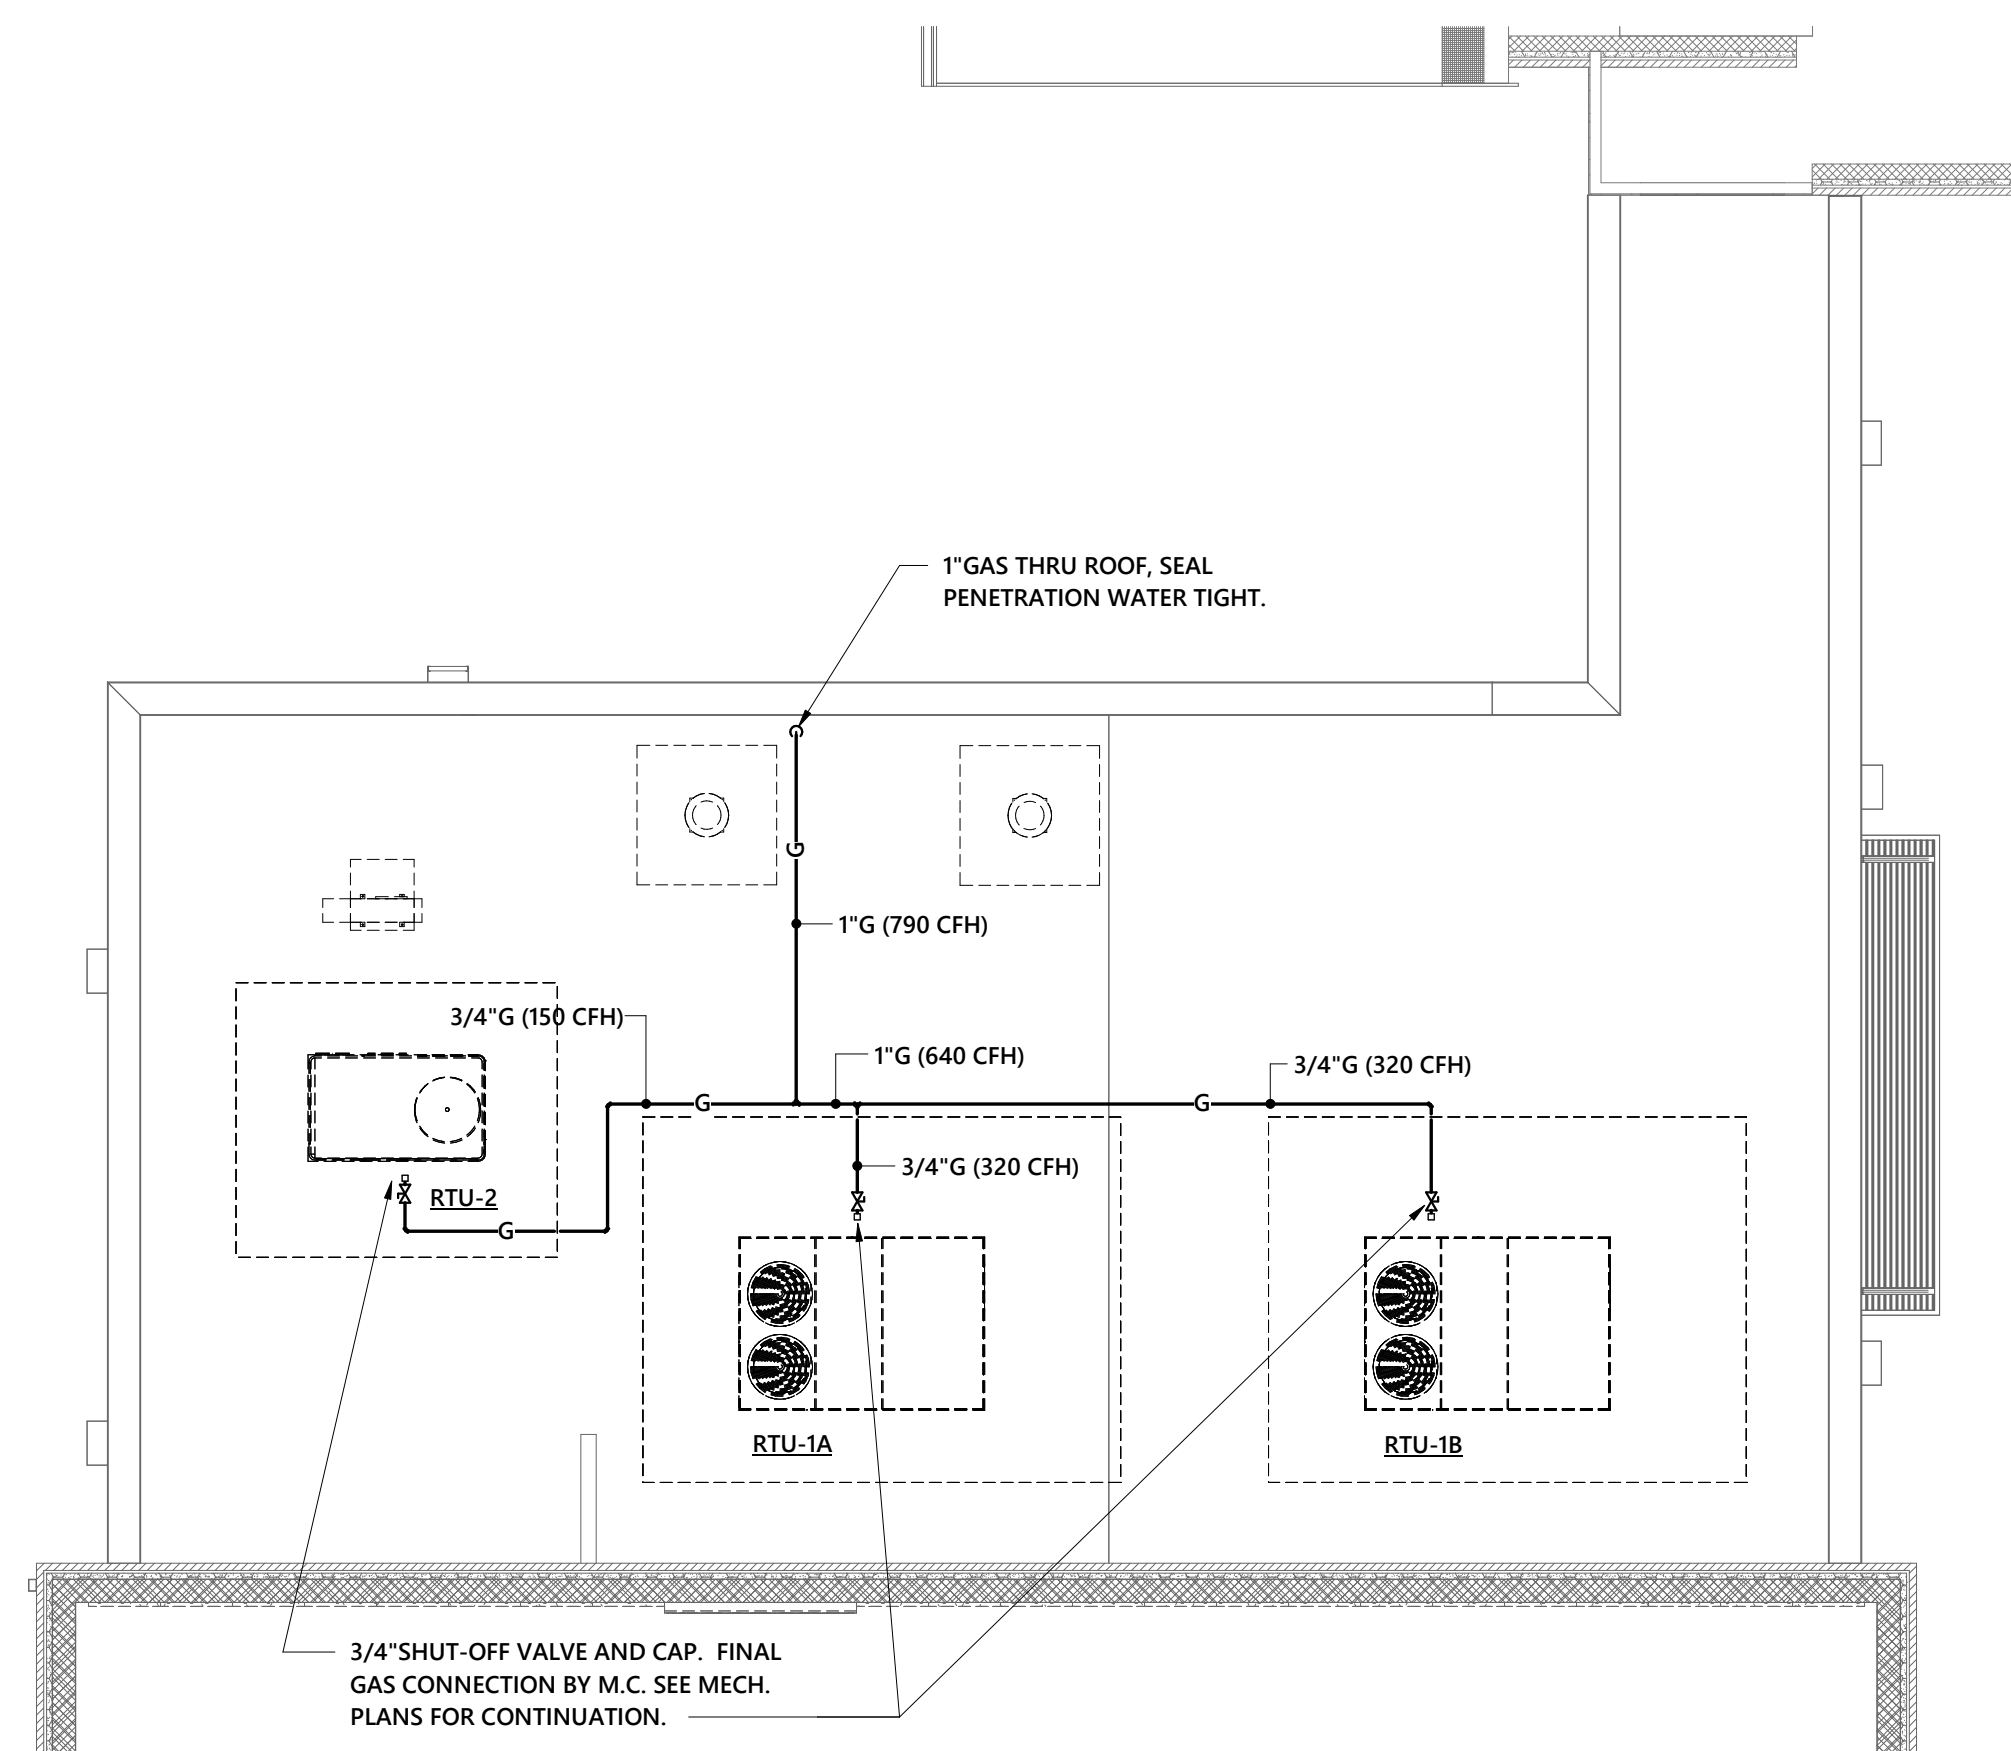 1"GAS THRU ROOF, SEAL
PENETRATION WATER TIGHT.
G
1"G (790 CFH)
3/4"G (150 CFH)
1"G (640 CFH)
3/4"G (320 CFH)
G
G
3/4"G (320 CFH)
RTU-2
G
RTU-1A
RTU-1B
3/4"SHUT-OFF VALVE AND CAP.  FINAL
GAS CONNECTION BY M.C. SEE MECH.
PLANS FOR CONTINUATION.